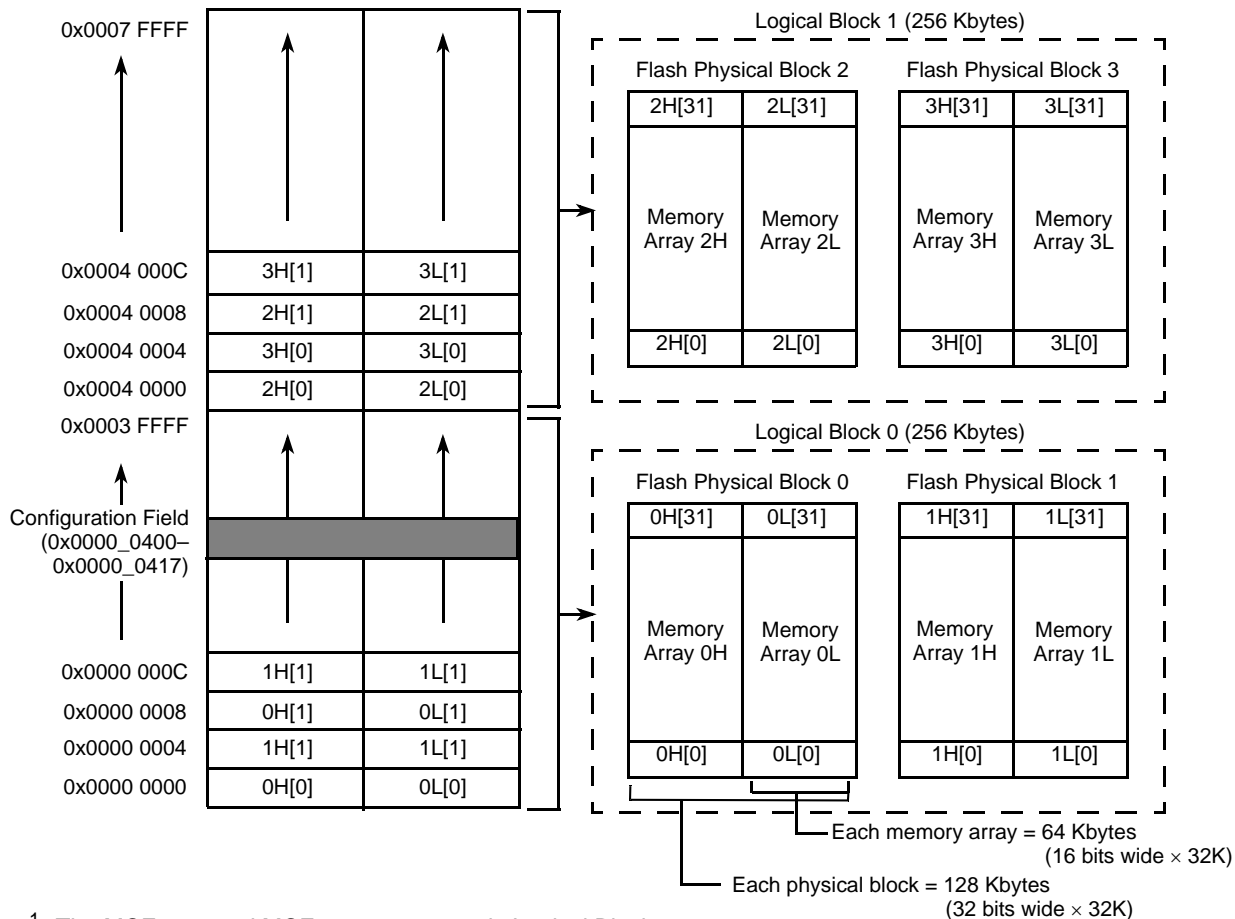 0x0007 FFFF
0x0004 000C 3H[1] 3L[1]
0x0004 0008 2H[1] 2L[1]
0x0004 0004 3H[0] 3L[0]
0x0004 0000 2H[0] 2L[0]
0x0003 FFFF
Configuration Field
(0x0000_0400–
0x0000_0417)
0x0000 000C 1H[1] 1L[1]
0x0000 0008 0H[1] 0L[1]
0x0000 0004 1H[1] 1L[1]
0x0000 0000 0H[0] 0L[0]
Logical Block 1 (256 Kbytes)
Flash Physical Block 2 Flash Physical Block 3
2H[31] 2L[31] 3H[31] 3L[31]
Memory Memory Memory Memory
Array 2H Array 2L Array 3H Array 3L
2H[0] 2L[0] 3H[0] 3L[0]
Logical Block 0 (256 Kbytes)
Flash Physical Block 0 Flash Physical Block 1
0H[31] 0L[31] 1H[31] 1L[31]
Memory Memory Memory Memory
Array 0H Array 0L Array 1H Array 1L
0H[0] 0L[0] 1H[0] 1L[0]
Each memory array = 64 Kbytes
(16 bits wide × 32K)
Each physical block = 128 Kbytes
(32 bits wide × 32K)
1